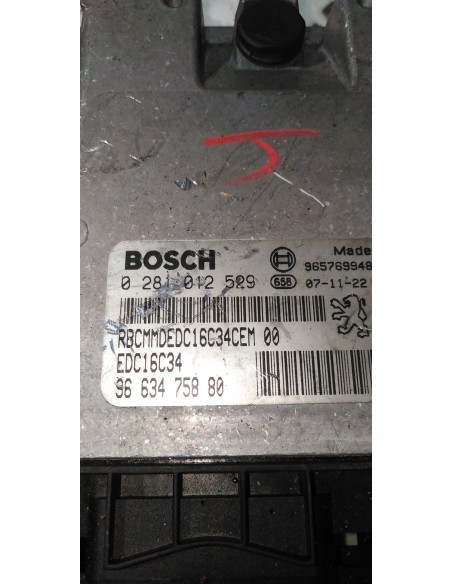 BOSCH
Made
0 281 012 529
9657699480
658
07-11-22
RBCMMDEDC16C34CEM 00
EDC16C34
96 634 758 80